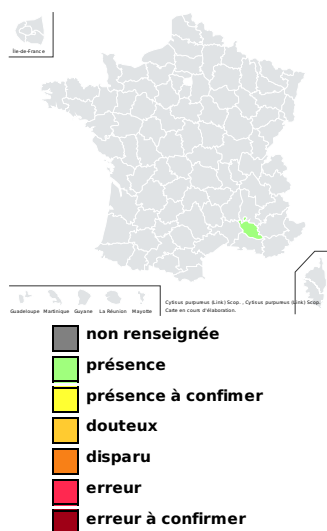 Île-de-France
Guadeloupe Martinique Guyane La Réunion Mayotte
Cytisus purpureus (Link) Scop. , Cytisus purpureus (Link) Scop.
Carte en cours d'élaboration.
non renseignée
présence
présence à confimer
douteux
disparu
erreur
erreur à confirmer